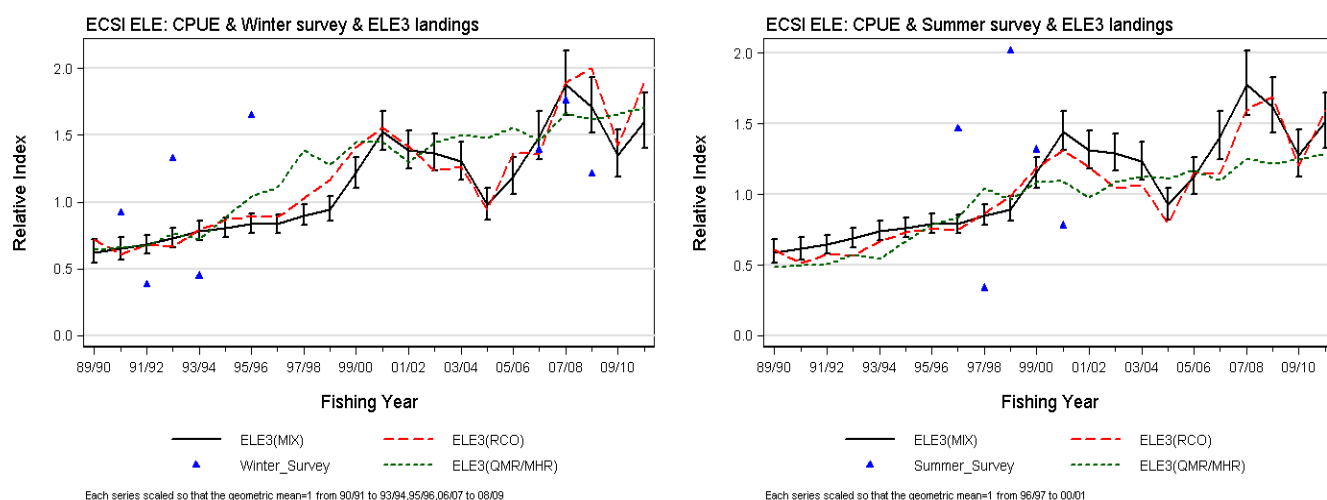 ECSI ELE: CPUE & Winter survey & ELE3 landings
Relative Index
2.0
1.5
1.0
0.5
0.0
89/90 91/92 93/94 95/96 97/98 99/00 01/02 03/04 05/06 07/08 09/10
Fishing Year
ELE3(MIX) ELE3(RCO)
Winter_Survey ELE3(QMR/MHR)
Each series scaled so that the geometric mean=1 from 90/91 to 93/94,95/96,06/07 to 08/09
ECSI ELE: CPUE & Summer survey & ELE3 landings
Relative Index
2.0
1.5
1.0
0.5
0.0
89/90 91/92 93/94 95/96 97/98 99/00 01/02 03/04 05/06 07/08 09/10
Fishing Year
ELE3(MIX) ELE3(RCO)
Summer_Survey ELE3(QMR/MHR)
Each series scaled so that the geometric mean=1 from 96/97 to 00/01